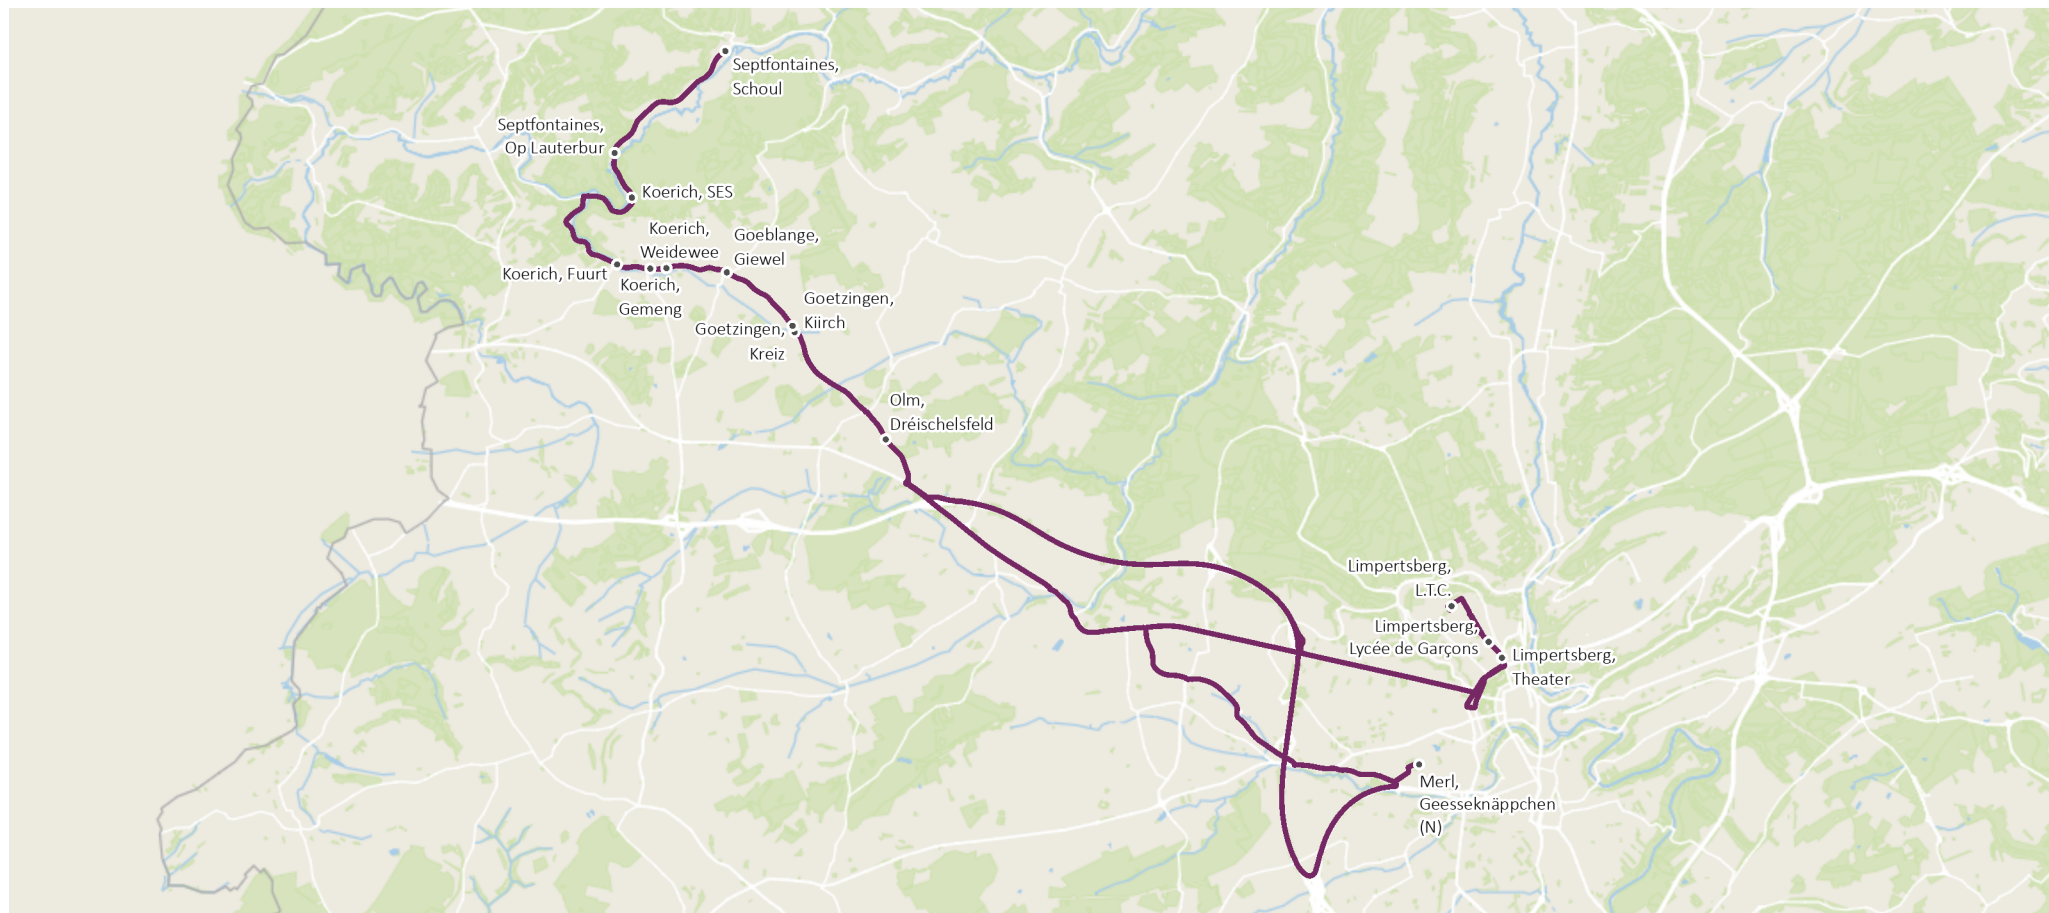 Septfontaines,
Schoul
Septfontaines,
Op Lauterbur
Koerich, SES
Koerich,
Weidewee
Goeblange,
Giewel
Koerich, Fuurt
Koerich,
Gemeng
Goetzingen,
Kiirch
Goetzingen,
Kreiz
Olm,
Dréischelsfeld
Limpertsberg,
L.T.C.
Limpertsberg,
Lycée de Garçons
Limpertsberg,
Theater
Merl,
Geesseknäppchen
(N)